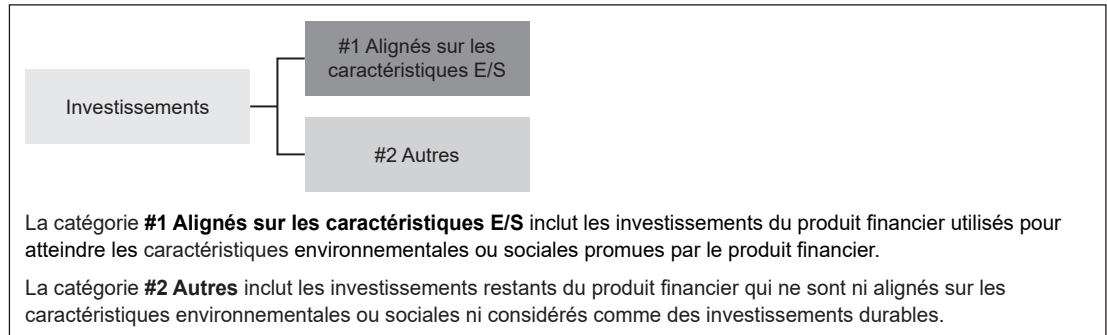 #1 Alignés sur les
caractéristiques E/S
Investissements
#2 Autres
La catégorie #1 Alignés sur les caractéristiques E/S inclut les investissements du produit financier utilisés pour
atteindre les caractéristiques environnementales ou sociales promues par le produit financier.
La catégorie #2 Autres inclut les investissements restants du produit financier qui ne sont ni alignés sur les
caractéristiques environnementales ou sociales ni considérés comme des investissements durables.